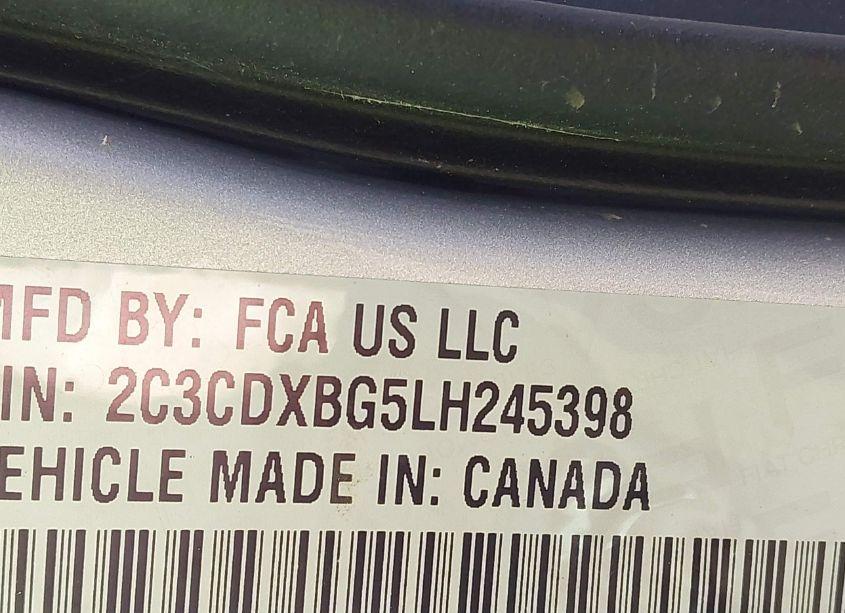 MFD BY: FCA US LLC
IN: 2C3CDXBG5LH245398
EHICLE MADE IN: CANADA